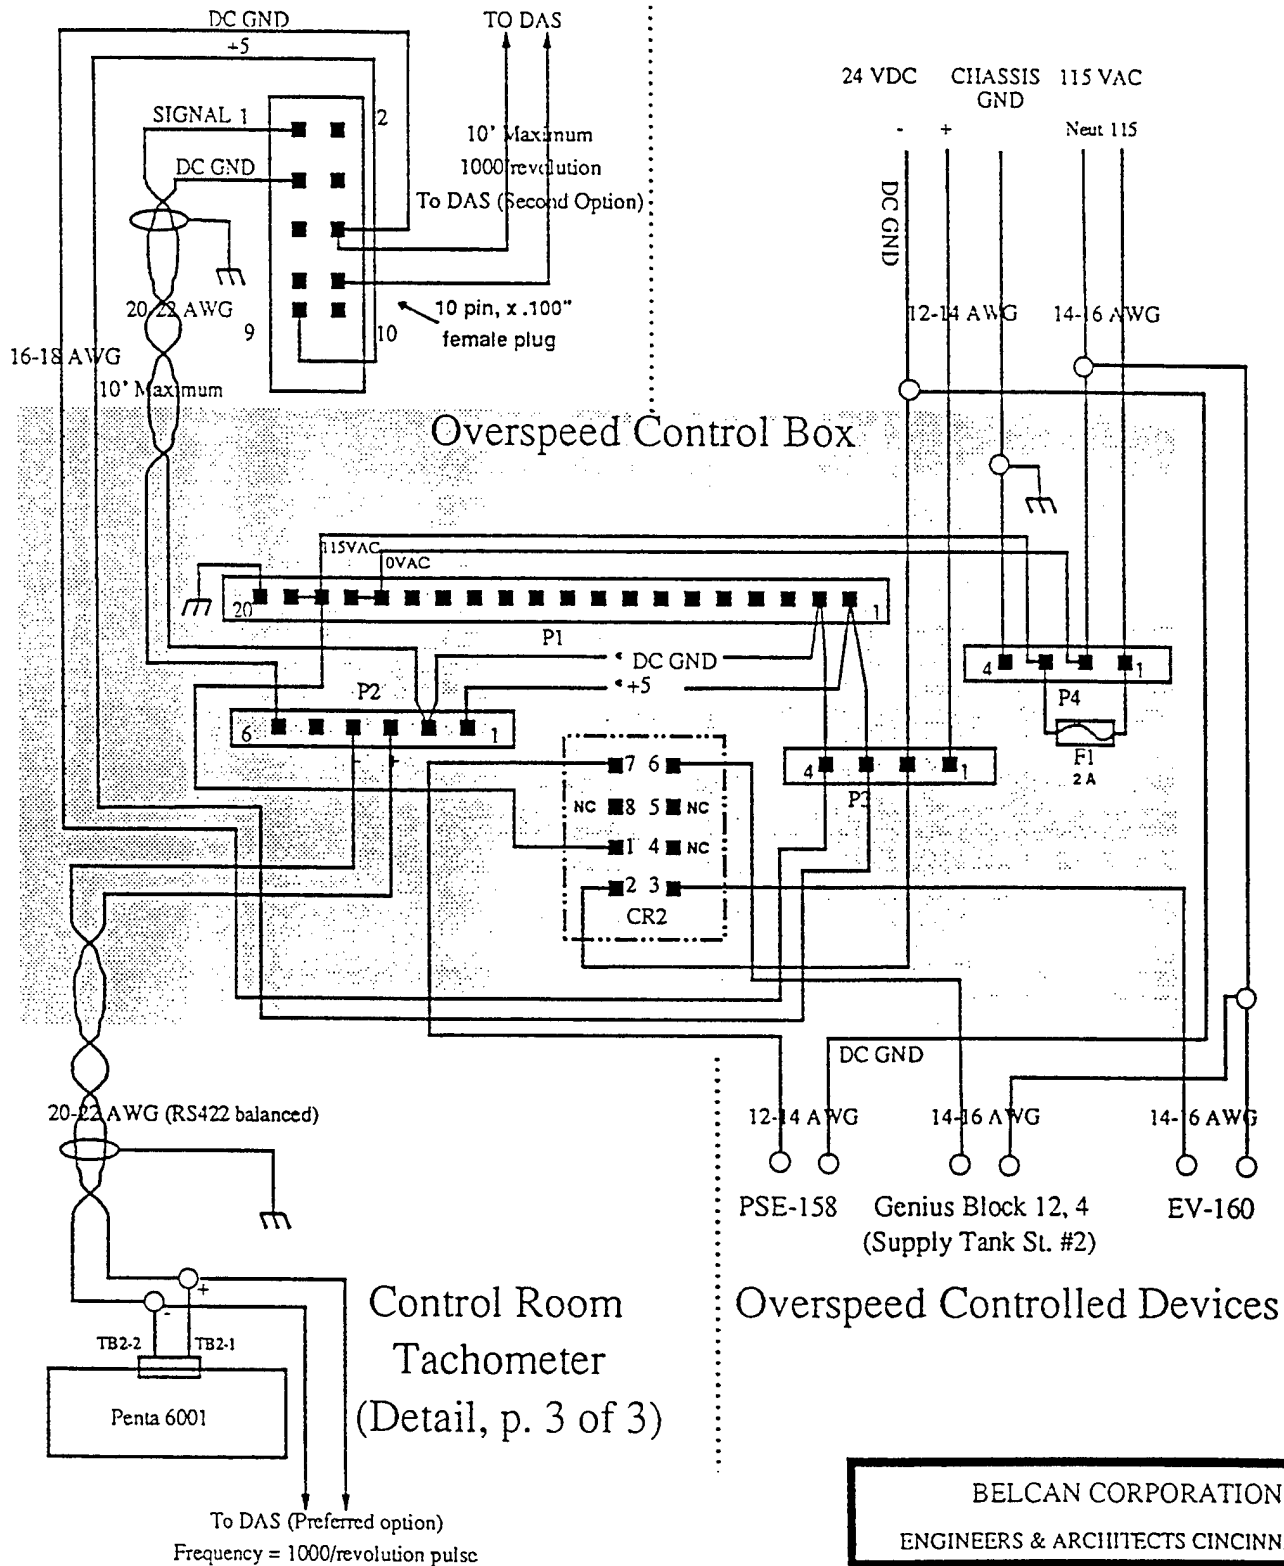 DC GND
+5
TO DAS
24 VDC
CHASSIS
GND
115 VAC
-
+
Neut 115
SIGNAL 1
2
DC GND
10' Maximum
1000/revolution
To DAS (Second Option)
DC GND
20-22 AWG
9
10
10 pin, x .100"
female plug
12-14 AWG
14-16 AWG
16-18 AWG
10' Maximum
Overspeed Control Box
115VAC
0VAC
20
1
P1
DC GND
+5
4
1
P4
P2
6
1
-
+
F1
2 A
7 6
4
1
P3
NC
8 5
NC
1 4
NC
2 3
CR2
DC GND
20-22 AWG (RS422 balanced)
12-14 AWG
14-16 AWG
14-16 AWG
PSE-158
Genius Block 12, 4
(Supply Tank St. #2)
EV-160
+
-
Control Room
Tachometer
(Detail, p. 3 of 3)
Overspeed Controlled Devices
TB2-2
TB2-1
Penta 6001
To DAS (Preferred option)
Frequency = 1000/revolution pulse
BELCAN CORPORATION
ENGINEERS & ARCHITECTS CINCINN